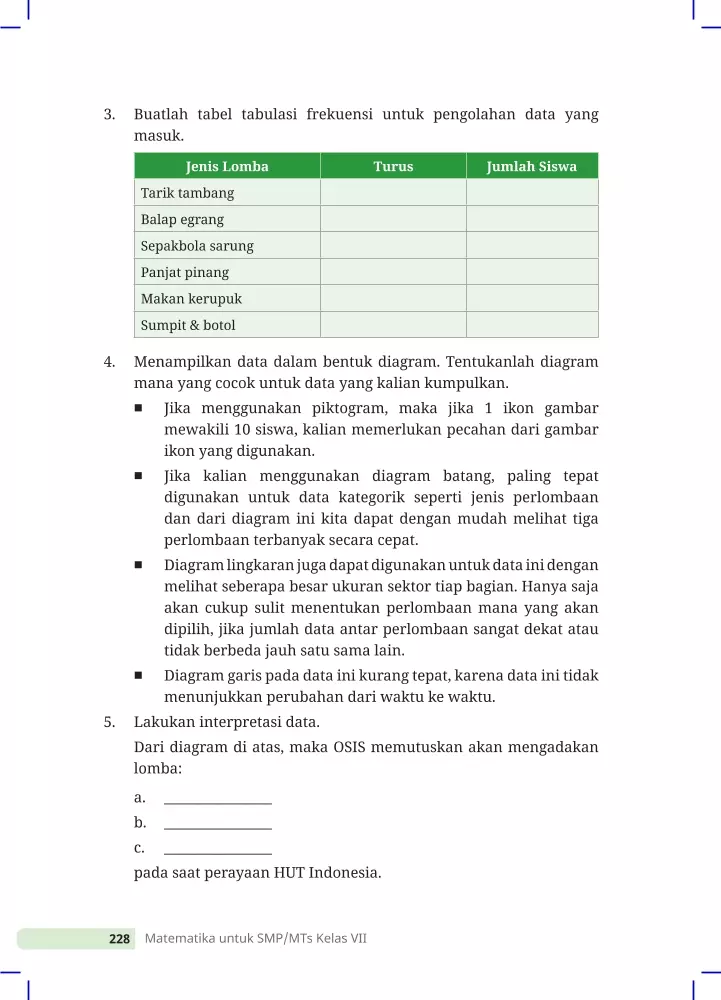 3. Buatlah tabel tabulasi frekuensi untuk pengolahan data yang
masuk.
Jenis Lomba Turus Jumlah Siswa
Tarik tambang
Balap egrang
Sepakbola sarung
Panjat pinang
Makan kerupuk
Sumpit & botol
4. Menampilkan data dalam bentuk diagram. Tentukanlah diagram
mana yang cocok untuk data yang kalian kumpulkan.
■ Jika menggunakan piktogram, maka jika 1 ikon gambar
mewakili 10 siswa, kalian memerlukan pecahan dari gambar
ikon yang digunakan.
■ Jika kalian menggunakan diagram batang, paling tepat
digunakan untuk data kategorik seperti jenis perlombaan
dan dari diagram ini kita dapat dengan mudah melihat tiga
perlombaan terbanyak secara cepat.
■ Diagram lingkaran juga dapat digunakan untuk data ini dengan
melihat seberapa besar ukuran sektor tiap bagian. Hanya saja
akan cukup sulit menentukan perlombaan mana yang akan
dipilih, jika jumlah data antar perlombaan sangat dekat atau
tidak berbeda jauh satu sama lain.
■ Diagram garis pada data ini kurang tepat, karena data ini tidak
menunjukkan perubahan dari waktu ke waktu.
5. Lakukan interpretasi data.
Dari diagram di atas, maka OSIS memutuskan akan mengadakan
lomba:
a. _______________
b. _______________
c. _______________
pada saat perayaan HUT Indonesia.
228 Matematika untuk SMP/MTs Kelas VII